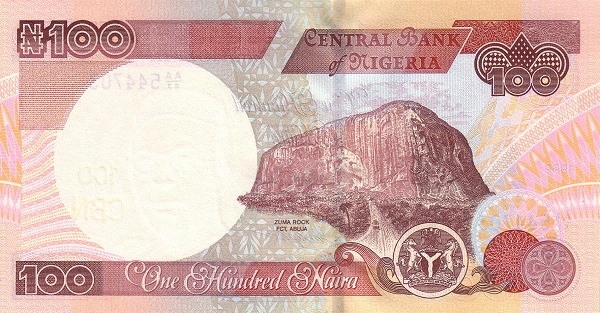 ₦100
CENTRAL BANK
of NIGERIA
100
ZUMA ROCK
FCT, ABUJA
100
One Hundred Naira